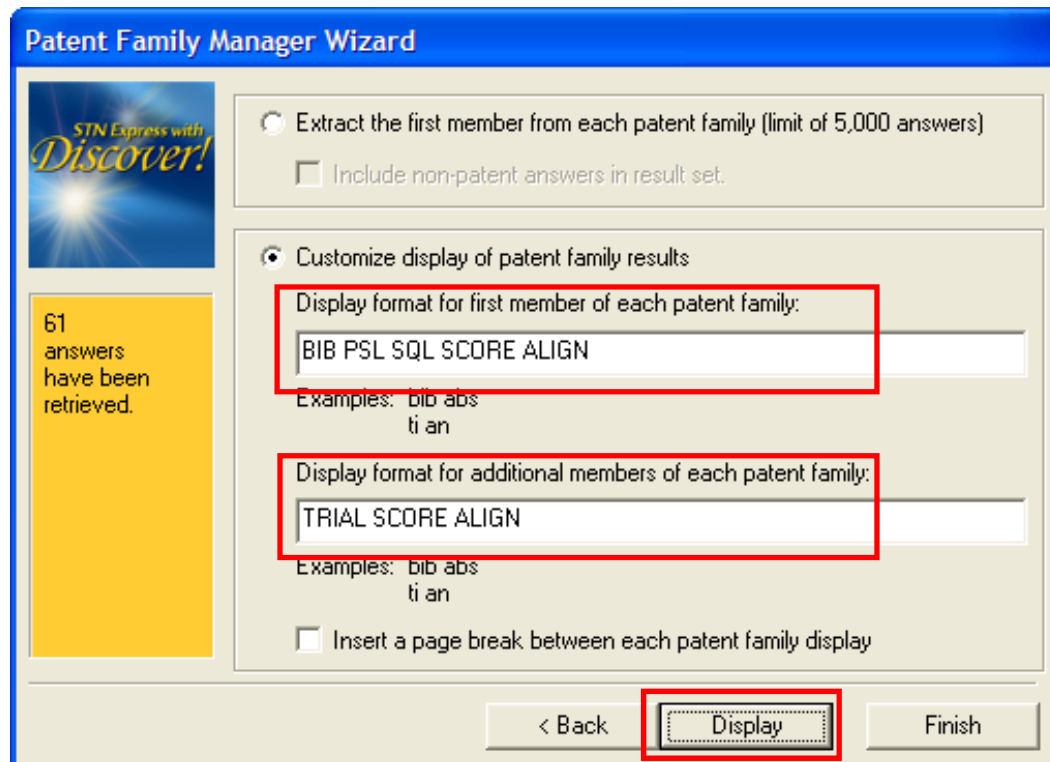 Patent Family Manager Wizard
STN Express with
Discover!
61
answers
have been
retrieved.
Extract the first member from each patent family (limit of 5,000 answers)
Include non-patent answers in result set.
Customize display of patent family results
Display format for first member of each patent family:
BIB PSL SQL SCORE ALIGN
Examples: bib abs
ti an
Display format for additional members of each patent family:
TRIAL SCORE ALIGN
Examples: bib abs
ti an
Insert a page break between each patent family display
< Back
Display
Finish